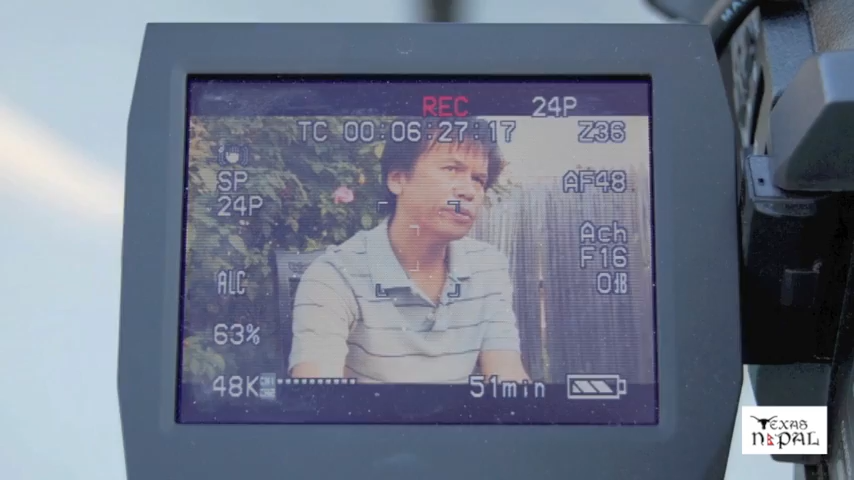 REC 24P
TC 00:06:27:17 Z36
SP AF48
24P
Ach
F16
ALC 0dB
63%
48K 51min
TEXAS
NEPAL